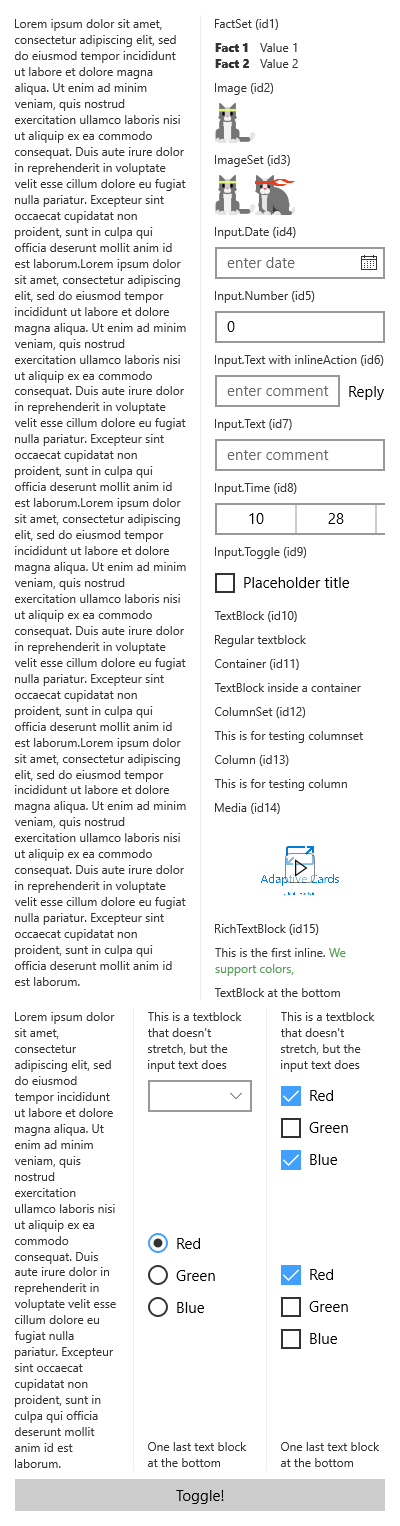 Lorem ipsum dolor sit amet,
consectetur adipiscing elit, sed
do eiusmod tempor incididunt
ut labore et dolore magna
aliqua. Ut enim ad minim
veniam, quis nostrud
exercitation ullamco laboris nisi
ut aliquip ex ea commodo
consequat. Duis aute irure dolor
in reprehenderit in voluptate
velit esse cillum dolore eu fugiat
nulla pariatur. Excepteur sint
occaecat cupidatat non
proident, sunt in culpa qui
officia deserunt mollit anim id
est laborum.Lorem ipsum dolor
sit amet, consectetur adipiscing
elit, sed do eiusmod tempor
incididunt ut labore et dolore
magna aliqua. Ut enim ad minim
veniam, quis nostrud
exercitation ullamco laboris nisi
ut aliquip ex ea commodo
consequat. Duis aute irure dolor
in reprehenderit in voluptate
velit esse cillum dolore eu fugiat
nulla pariatur. Excepteur sint
occaecat cupidatat non
proident, sunt in culpa qui
officia deserunt mollit anim id
est laborum.Lorem ipsum dolor
sit amet, consectetur adipiscing
elit, sed do eiusmod tempor
incididunt ut labore et dolore
magna aliqua. Ut enim ad minim
veniam, quis nostrud
exercitation ullamco laboris nisi
ut aliquip ex ea commodo
consequat. Duis aute irure dolor
in reprehenderit in voluptate
velit esse cillum dolore eu fugiat
nulla pariatur. Excepteur sint
occaecat cupidatat non
proident, sunt in culpa qui
officia deserunt mollit anim id
est laborum.Lorem ipsum dolor
sit amet, consectetur adipiscing
elit, sed do eiusmod tempor
incididunt ut labore et dolore
magna aliqua. Ut enim ad minim
veniam, quis nostrud
exercitation ullamco laboris nisi
ut aliquip ex ea commodo
consequat. Duis aute irure dolor
in reprehenderit in voluptate
velit esse cillum dolore eu fugiat
nulla pariatur. Excepteur sint
occaecat cupidatat non
proident, sunt in culpa qui
officia deserunt mollit anim id
est laborum.
FactSet (id1)
Fact 1 Value 1
Fact 2 Value 2
Image (id2)
ImageSet (id3)
Input.Date (id4)
enter date
Input.Number (id5)
0
Input.Text with inlineAction (id6)
enter comment Reply
Input.Text (id7)
enter comment
Input.Time (id8)
10 28
Input.Toggle (id9)
Placeholder title
TextBlock (id10)
Regular textblock
Container (id11)
TextBlock inside a container
ColumnSet (id12)
This is for testing columnset
Column (id13)
This is for testing column
Media (id14)
Adaptive Cards
RichTextBlock (id15)
This is the first inline. We
support colors,
TextBlock at the bottom
Lorem ipsum dolor
sit amet,
consectetur
adipiscing elit, sed
do eiusmod
tempor incididunt
ut labore et dolore
magna aliqua. Ut
enim ad minim
veniam, quis
nostrud
exercitation
ullamco laboris nisi
ut aliquip ex ea
commodo
consequat. Duis
aute irure dolor in
reprehenderit in
voluptate velit esse
cillum dolore eu
fugiat nulla
pariatur. Excepteur
sint occaecat
cupidatat non
proident, sunt in
culpa qui officia
deserunt mollit
anim id est
laborum.
This is a textblock
that doesn't
stretch, but the
input text does
Red
Green
Blue
One last text block
at the bottom
This is a textblock
that doesn't
stretch, but the
input text does
Red
Green
Blue
Red
Green
Blue
One last text block
at the bottom
Toggle!